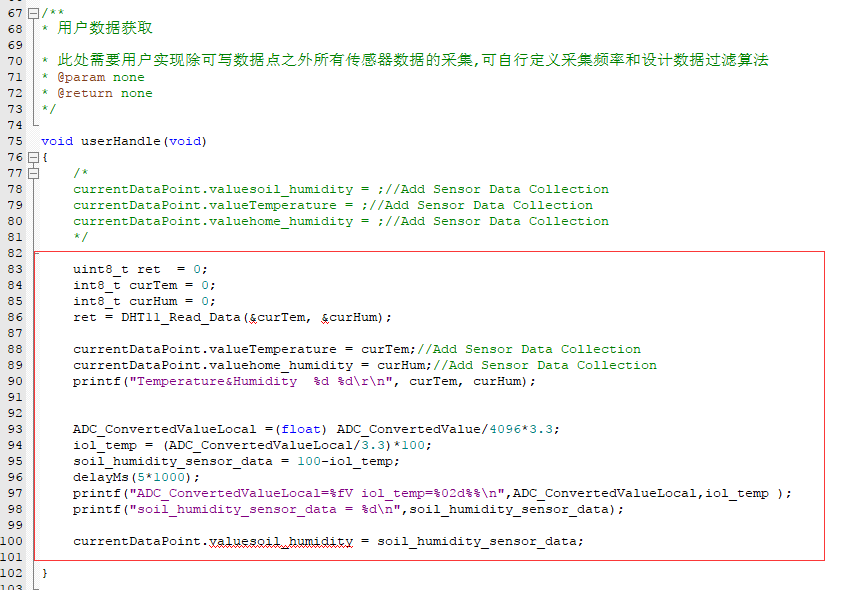 67 /**
68 * 用户数据获取
69
70 * 此处需要用户实现除可写数据点之外所有传感器数据的采集,可自行定义采集频率和设计数据过滤算法
71 * @param none
72 * @return none
73 */
74
75 void userHandle(void)
76 {
77 /*
78 currentDataPoint.valuesoil_humidity = ;//Add Sensor Data Collection
79 currentDataPoint.valueTemperature = ;//Add Sensor Data Collection
80 currentDataPoint.valuehome_humidity = ;//Add Sensor Data Collection
81 */
82
83 uint8_t ret  = 0;
84 int8_t curTem = 0;
85 int8_t curHum = 0;
86 ret = DHT11_Read_Data(&curTem, &curHum);
87
88 currentDataPoint.valueTemperature = curTem;//Add Sensor Data Collection
89 currentDataPoint.valuehome_humidity = curHum;//Add Sensor Data Collection
90 printf("Temperature&Humidity  %d %d\r\n", curTem, curHum);
91
92
93 ADC_ConvertedValueLocal =(float) ADC_ConvertedValue/4096*3.3;
94 iol_temp = (ADC_ConvertedValueLocal/3.3)*100;
95 soil_humidity_sensor_data = 100-iol_temp;
96 delayMs(5*1000);
97 printf("ADC_ConvertedValueLocal=%fV iol_temp=%02d%%\n",ADC_ConvertedValueLocal,iol_temp );
98 printf("soil_humidity_sensor_data = %d\n",soil_humidity_sensor_data);
99
100 currentDataPoint.valuesoil_humidity = soil_humidity_sensor_data;
101
102 }
103